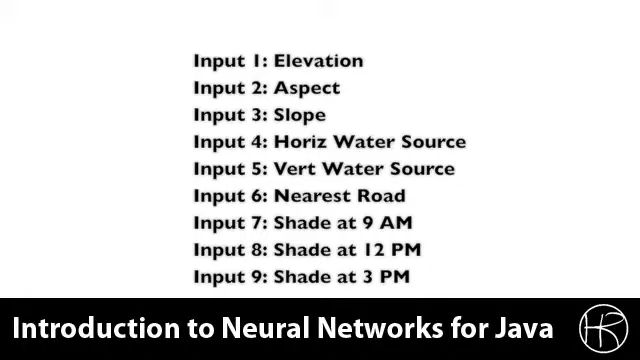 Input 1: Elevation
Input 2: Aspect
Input 3: Slope
Input 4: Horiz Water Source
Input 5: Vert Water Source
Input 6: Nearest Road
Input 7: Shade at 9 AM
Input 8: Shade at 12 PM
Input 9: Shade at 3 PM
Introduction to Neural Networks for Java